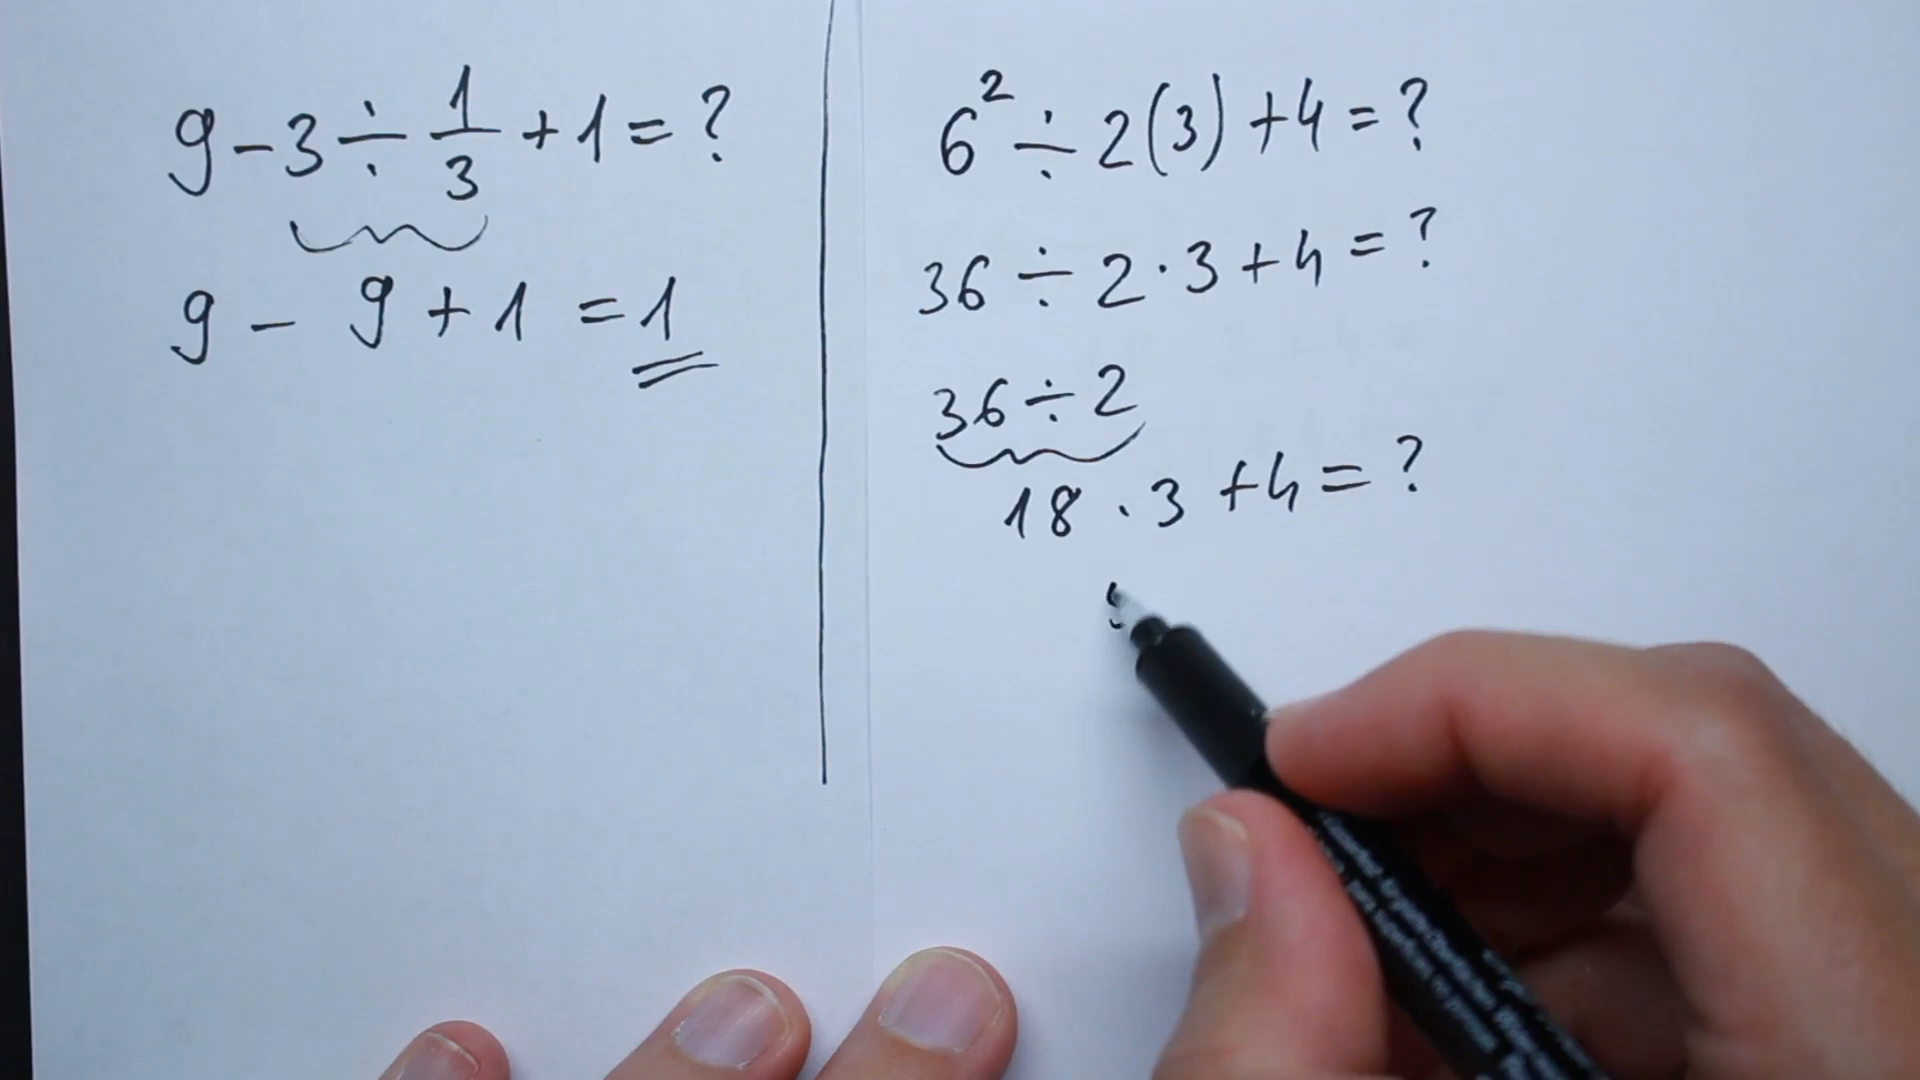 9 - 3 ÷ 1/3 + 1 = ?
9 - 9 + 1 = 1
6² ÷ 2(3) + 4 = ?
36 ÷ 2 · 3 + 4 = ?
36 ÷ 2
18 · 3 + 4 = ?